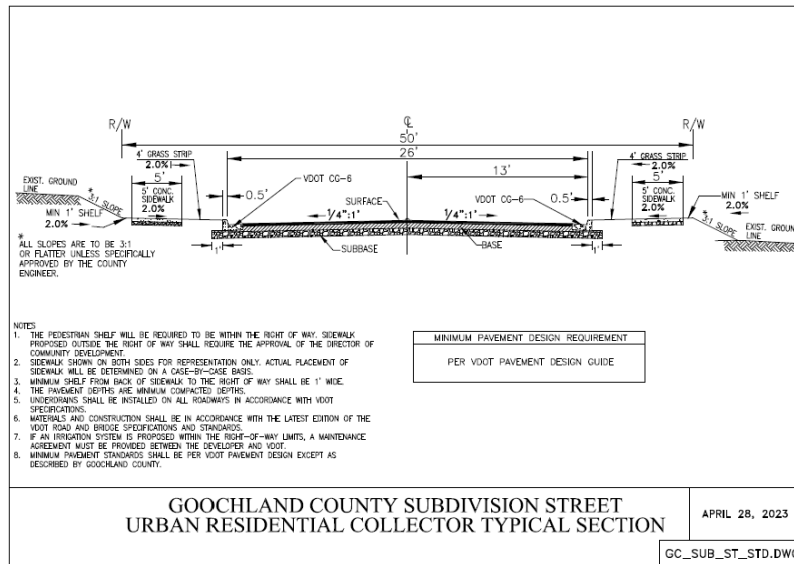 R/W
℄
R/W
50'
26'
13'
4' GRASS STRIP
2.0%
4' GRASS STRIP
2.0%
5'
VDOT CG-6
0.5'
SURFACE
1/4":1'
1/4":1'
VDOT CG-6
0.5'
5'
EXIST. GROUND
LINE
*
3:1 SLOPE
5' CONC.
SIDEWALK
2.0%
5' CONC.
SIDEWALK
2.0%
MIN 1' SHELF
2.0%
MIN 1' SHELF
2.0%
*
3:1 SLOPE
EXIST. GROUND
LINE
1'
SUBBASE
BASE
1'
*
ALL SLOPES ARE TO BE 3:1
OR FLATTER UNLESS SPECIFICALLY
APPROVED BY THE COUNTY
ENGINEER.
NOTES
1. THE PEDESTRIAN SHELF WILL BE REQUIRED TO BE WITHIN THE RIGHT OF WAY. SIDEWALK
PROPOSED OUTSIDE THE RIGHT OF WAY SHALL REQUIRE THE APPROVAL OF THE DIRECTOR OF
COMMUNITY DEVELOPMENT.
2. SIDEWALK SHOWN ON BOTH SIDES FOR REPRESENTATION ONLY. ACTUAL PLACEMENT OF
SIDEWALK WILL BE DETERMINED ON A CASE-BY-CASE BASIS.
3. MINIMUM SHELF FROM BACK OF SIDEWALK TO THE RIGHT OF WAY SHALL BE 1' WIDE.
4. THE PAVEMENT DEPTHS ARE MINIMUM COMPACTED DEPTHS.
5. UNDERDRAINS SHALL BE INSTALLED ON ALL ROADWAYS IN ACCORDANCE WITH VDOT
SPECIFICATIONS.
6. MATERIALS AND CONSTRUCTION SHALL BE IN ACCORDANCE WITH THE LATEST EDITION OF THE
VDOT ROAD AND BRIDGE SPECIFICATIONS AND STANDARDS.
7. IF AN IRRIGATION SYSTEM IS PROPOSED WITHIN THE RIGHT-OF-WAY LIMITS, A MAINTENANCE
AGREEMENT MUST BE PROVIDED BETWEEN THE DEVELOPER AND VDOT.
8. MINIMUM PAVEMENT STANDARDS SHALL BE PER VDOT PAVEMENT DESIGN EXCEPT AS
DESCRIBED BY GOOCHLAND COUNTY.
MINIMUM PAVEMENT DESIGN REQUIREMENT
PER VDOT PAVEMENT DESIGN GUIDE
GOOCHLAND COUNTY SUBDIVISION STREET
URBAN RESIDENTIAL COLLECTOR TYPICAL SECTION
APRIL 28, 2023
GC_SUB_ST_STD.DWG